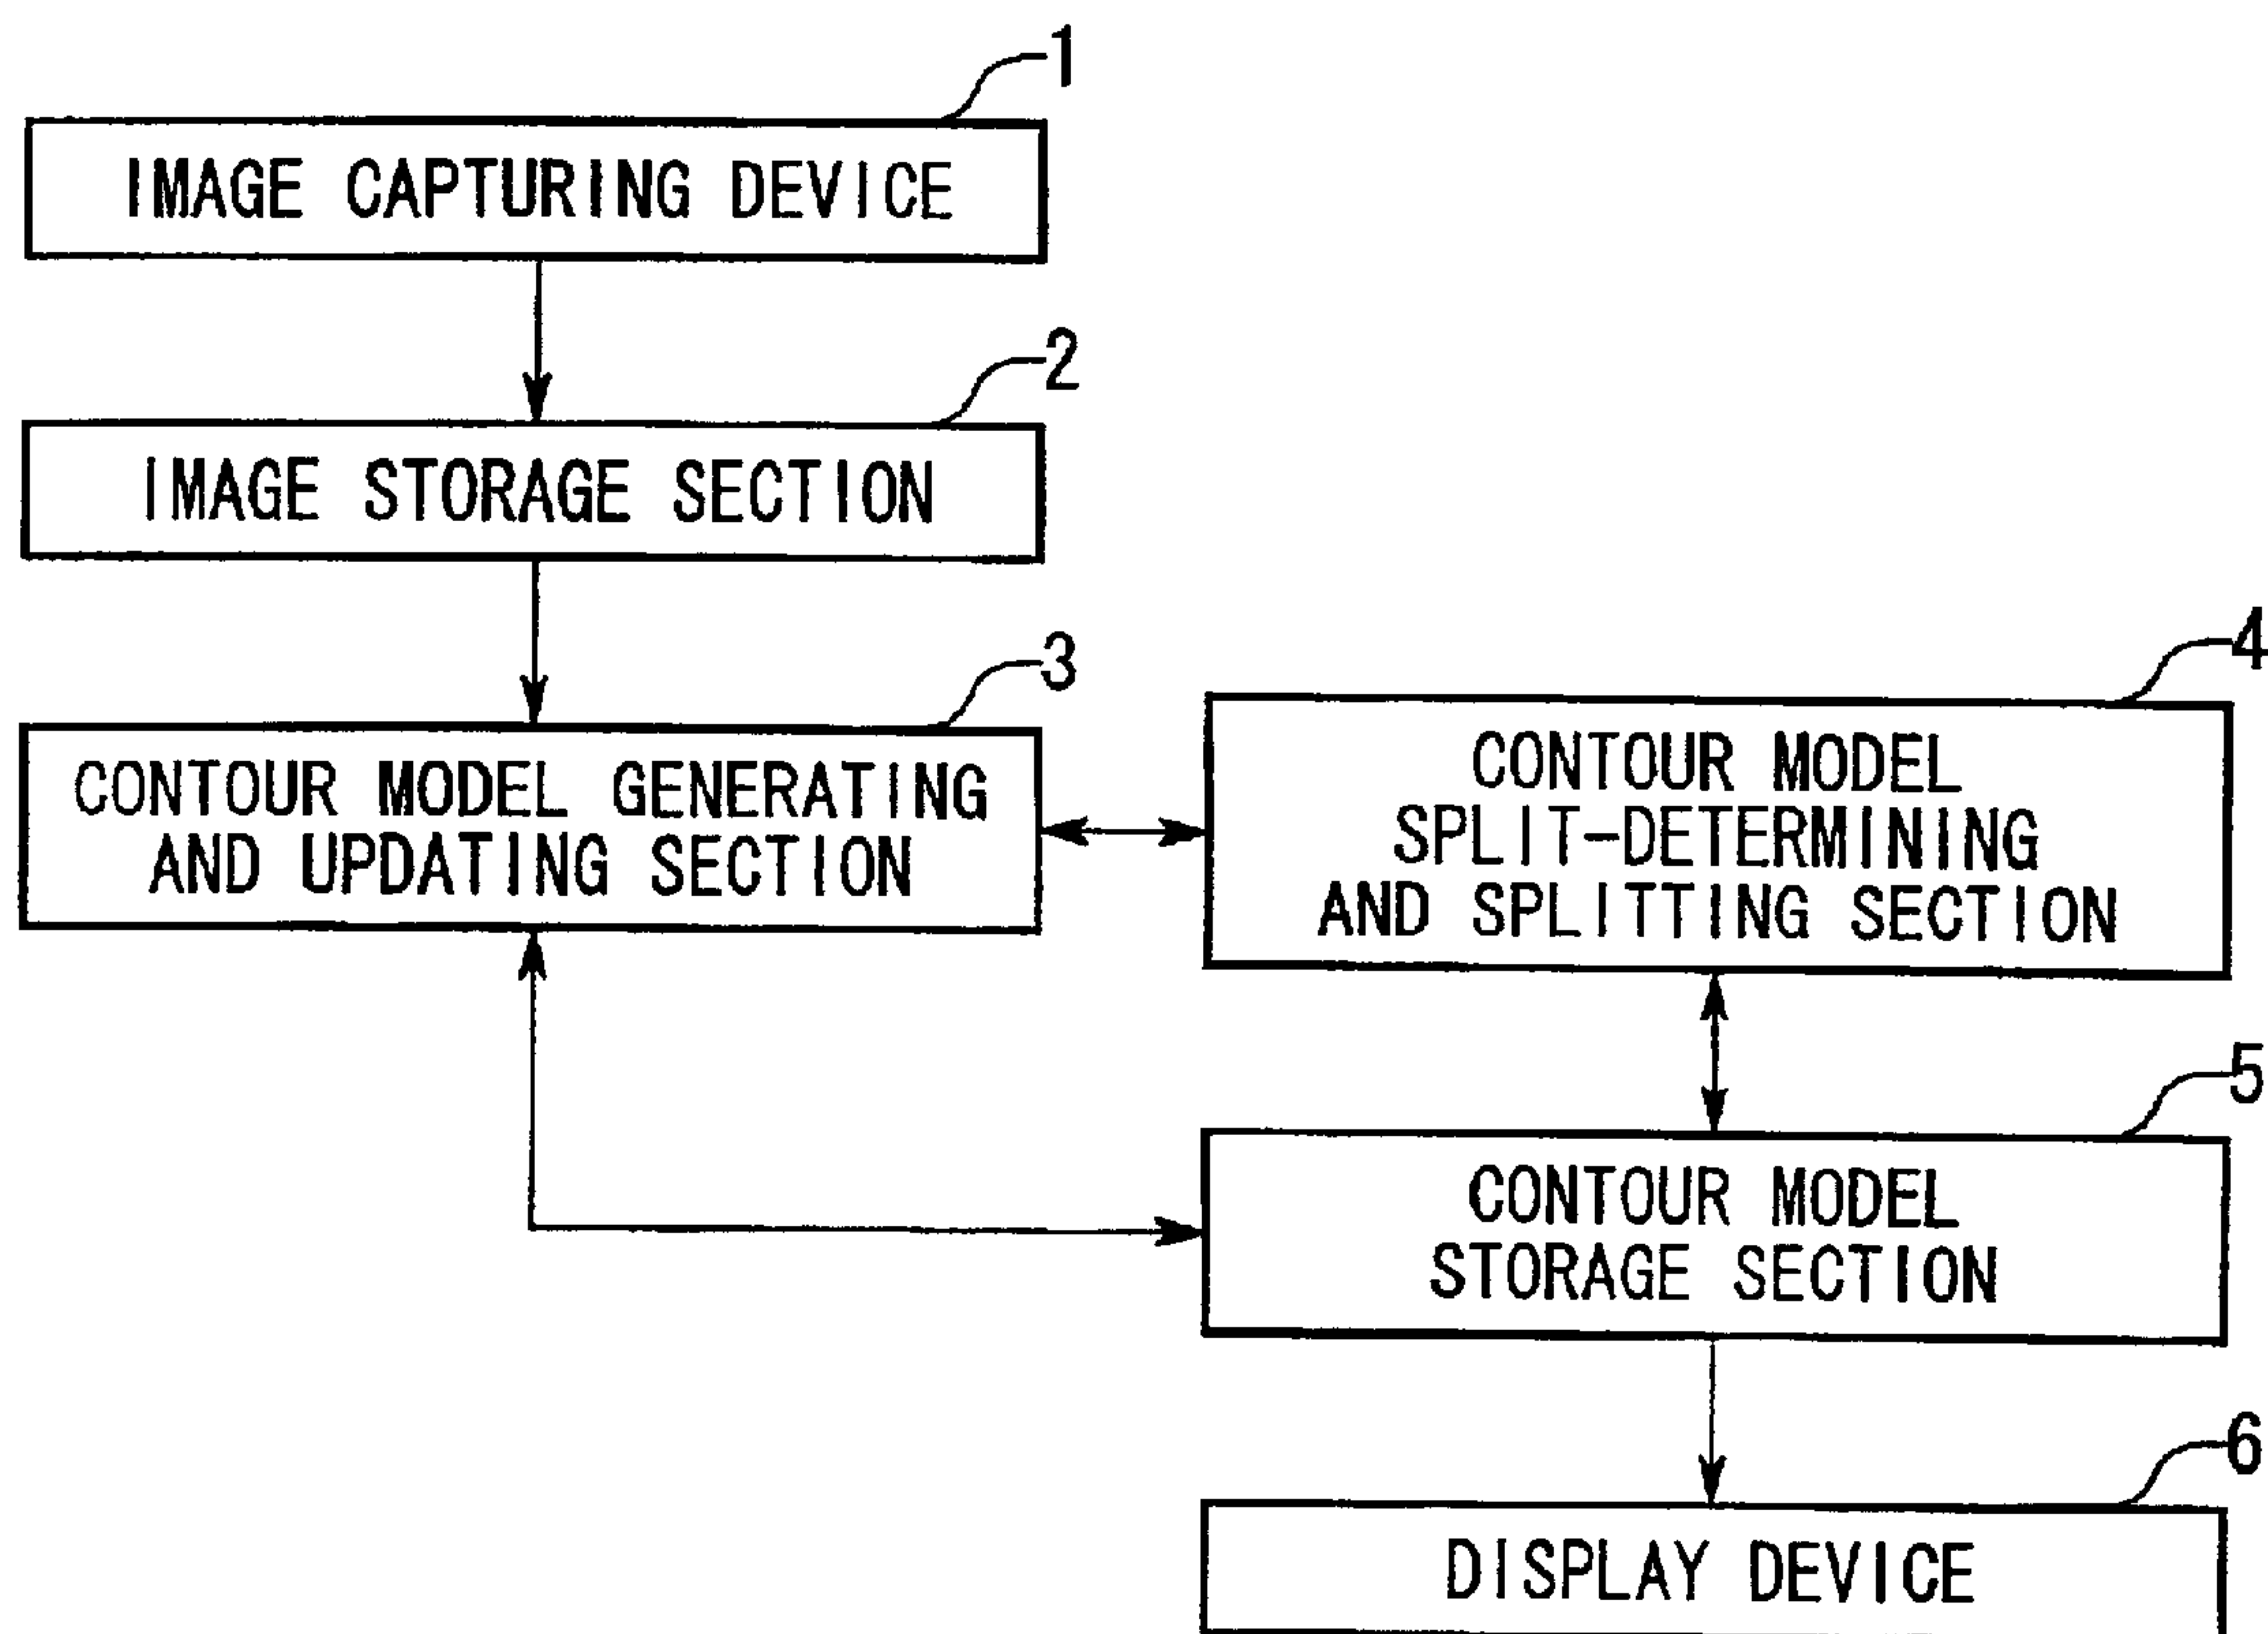 1
IMAGE CAPTURING DEVICE
2
IMAGE STORAGE SECTION
3
CONTOUR MODEL GENERATING
AND UPDATING SECTION
4
CONTOUR MODEL
SPLIT-DETERMINING
AND SPLITTING SECTION
5
CONTOUR MODEL
STORAGE SECTION
6
DISPLAY DEVICE